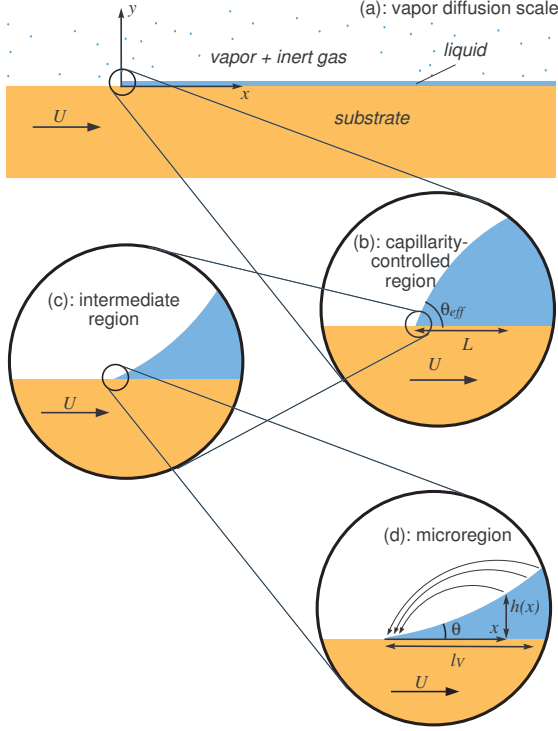 (a): vapor diffusion scale
y
vapor + inert gas
liquid
x
U
substrate
(b): capillarity-
controlled
region
θeff
L
U
(c): intermediate
region
U
(d): microregion
h(x)
θ
x
lV
U